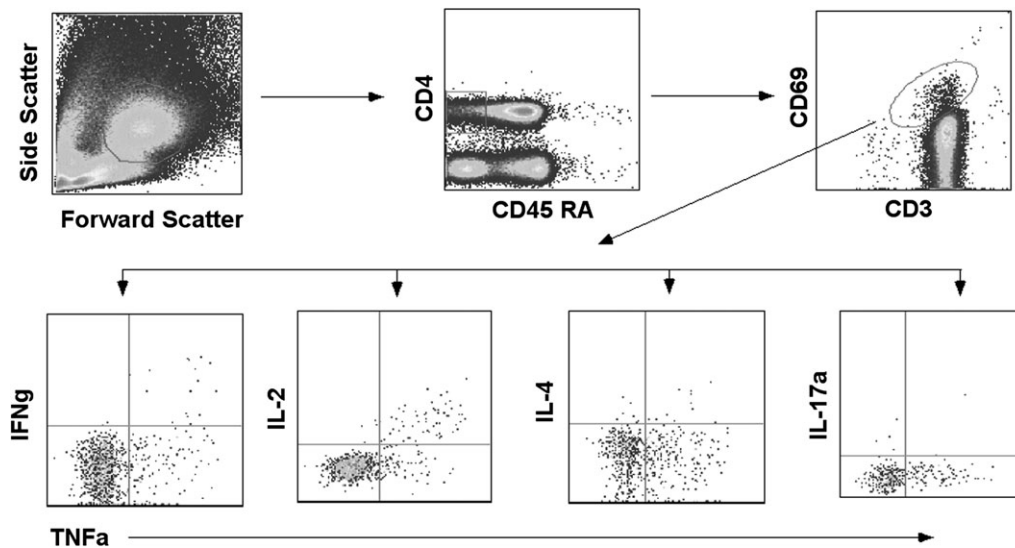 Side Scatter
Forward Scatter
CD4
CD45 RA
CD69
CD3
IFNg
IL-2
IL-4
IL-17a
TNFa